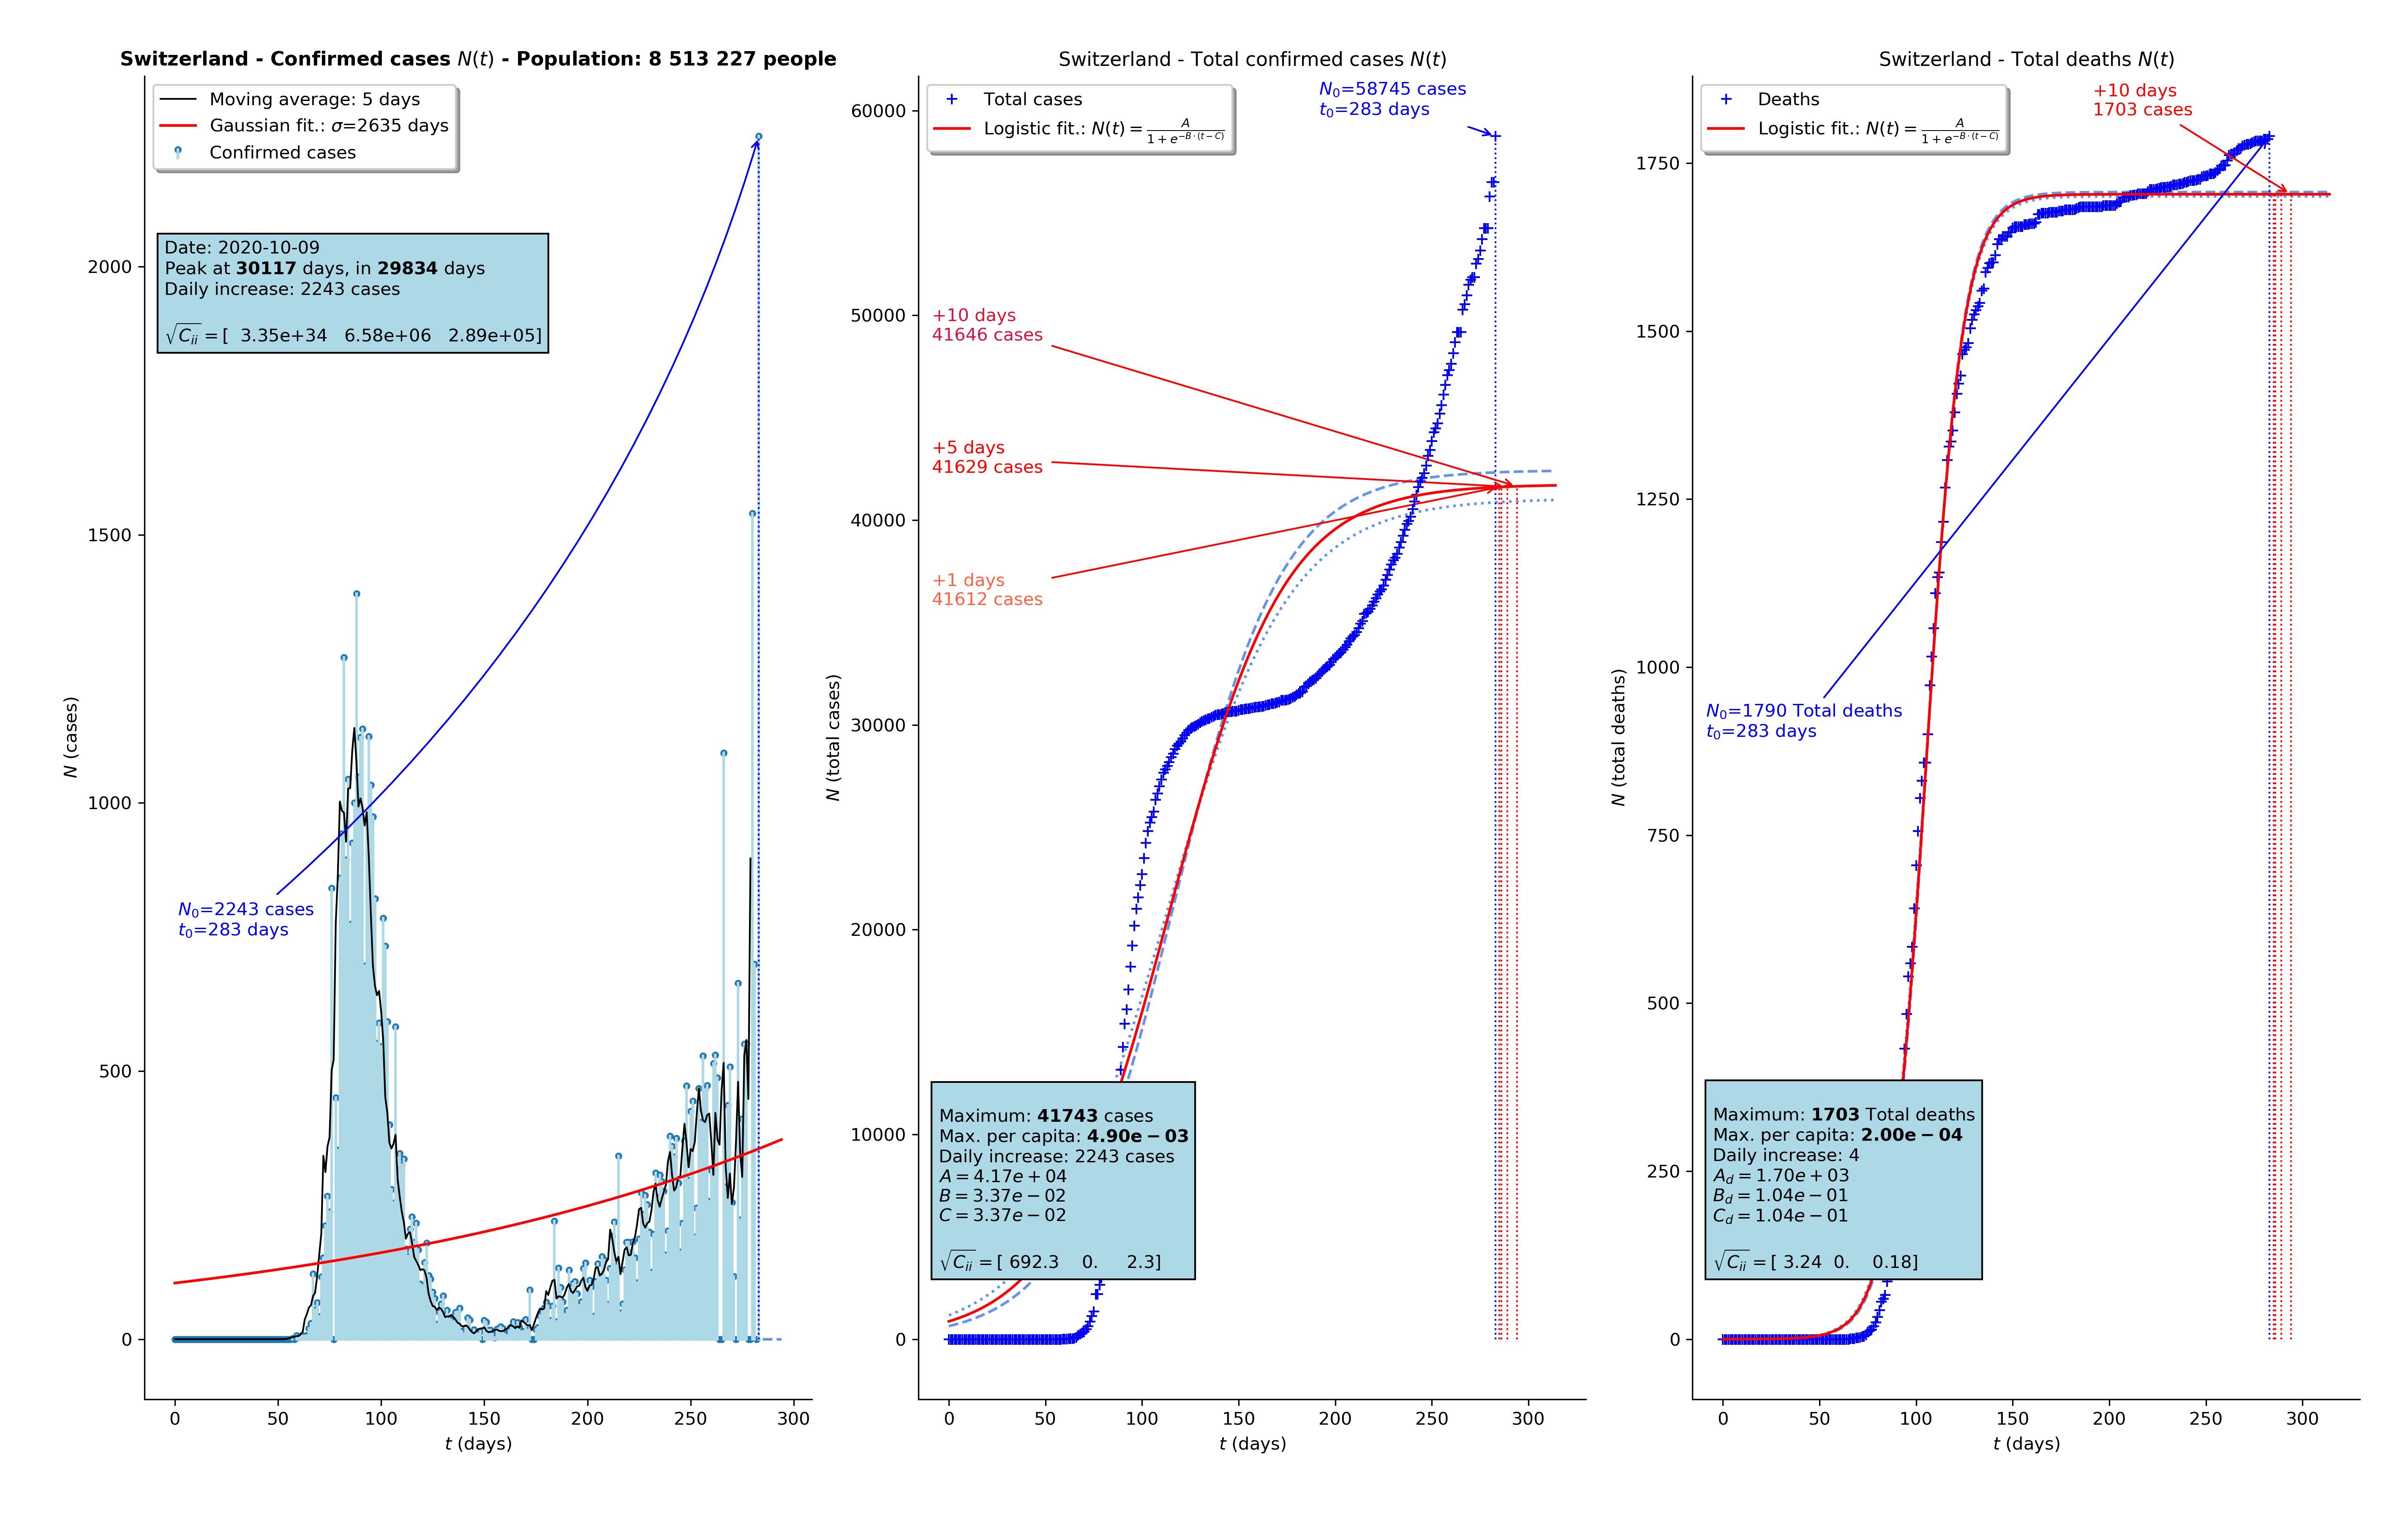 Switzerland - Confirmed cases N(t) - Population: 8 513 227 people
Moving average: 5 days
Gaussian fit.: σ=2635 days
Confirmed cases
Date: 2020-10-09
Peak at 30117 days, in 29834 days
Daily increase: 2243 cases
√C_ii = [ 3.35e+34 6.58e+06 2.89e+05]
N₀=2243 cases
t₀=283 days
N (cases)
2000
1500
1000
500
0
0 50 100 150 200 250 300
t (days)
Switzerland - Total confirmed cases N(t)
Total cases
Logistic fit.: N(t) = A / (1 + e^(−B·(t−C)))
N₀=58745 cases
t₀=283 days
+10 days
41646 cases
+5 days
41629 cases
+1 days
41612 cases
Maximum: 41743 cases
Max. per capita: 4.90e − 03
Daily increase: 2243 cases
A = 4.17e + 04
B = 3.37e − 02
C = 3.37e − 02
√C_ii = [ 692.3 0. 2.3]
N (total cases)
60000
50000
40000
30000
20000
10000
0
0 50 100 150 200 250 300
t (days)
Switzerland - Total deaths N(t)
Deaths
Logistic fit.: N(t) = A / (1 + e^(−B·(t−C)))
+10 days
1703 cases
N₀=1790 Total deaths
t₀=283 days
Maximum: 1703 Total deaths
Max. per capita: 2.00e − 04
Daily increase: 4
A_d = 1.70e + 03
B_d = 1.04e − 01
C_d = 1.04e − 01
√C_ii = [ 3.24 0. 0.18]
N (total deaths)
1750
1500
1250
1000
750
500
250
0
0 50 100 150 200 250 300
t (days)